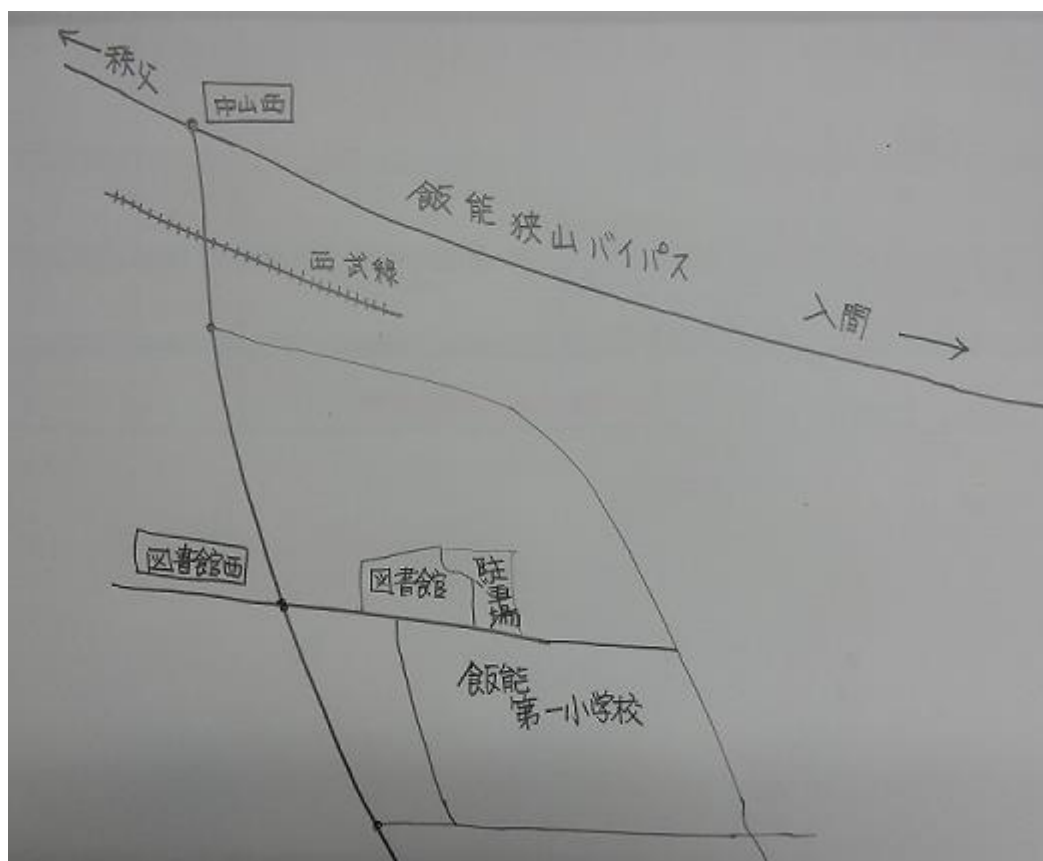 ← 秩父
中山西
飯能狭山バイパス
西武線
入間 →
図書館西
図書館
駐車場
飯能
第一小学校